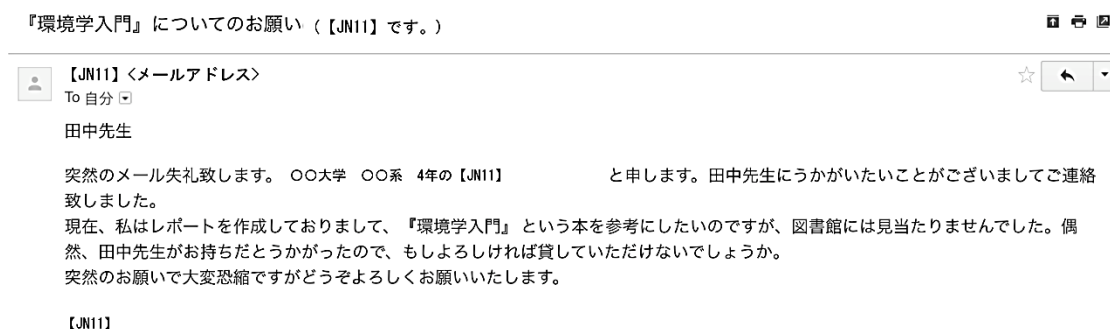 『環境学入門』についてのお願い（【JN11】です。）
【JN11】<メールアドレス>
To 自分
田中先生
突然のメール失礼致します。 〇〇大学 〇〇系 4年の【JN11】 と申します。田中先生にうかがいたいことがございましてご連絡
致しました。
現在、私はレポートを作成しておりまして、『環境学入門』 という本を参考にしたいのですが、図書館には見当たりませんでした。偶
然、田中先生がお持ちだとうかがったので、もしよろしければ貸していただけないでしょうか。
突然のお願いで大変恐縮ですがどうぞよろしくお願いいたします。
【JN11】